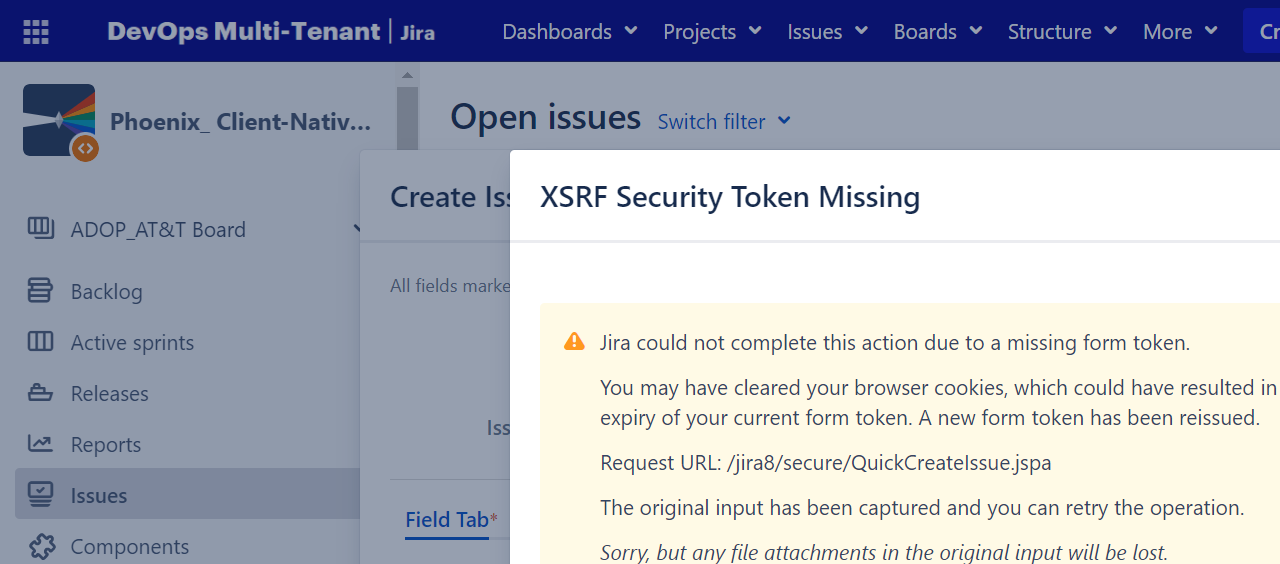 DevOps Multi-Tenant | Jira
Dashboards
Projects
Issues
Boards
Structure
More
Cr
Phoenix_ Client-Nativ...
Open issues
Switch filter
ADOP_AT&T Board
Backlog
Active sprints
Releases
Reports
Issues
Components
Create Iss
All fields marke
Iss
Field Tab*
XSRF Security Token Missing
Jira could not complete this action due to a missing form token.
You may have cleared your browser cookies, which could have resulted in
expiry of your current form token. A new form token has been reissued.
Request URL: /jira8/secure/QuickCreateIssue.jspa
The original input has been captured and you can retry the operation.
Sorry, but any file attachments in the original input will be lost.